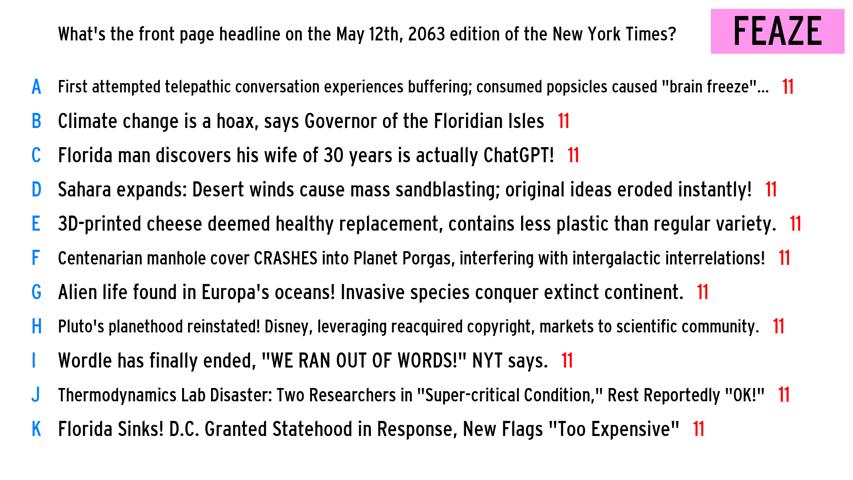 What's the front page headline on the May 12th, 2063 edition of the New York Times? FEAZE
A First attempted telepathic conversation experiences buffering; consumed popsicles caused "brain freeze"... 11
B Climate change is a hoax, says Governor of the Floridian Isles 11
C Florida man discovers his wife of 30 years is actually ChatGPT! 11
D Sahara expands: Desert winds cause mass sandblasting; original ideas eroded instantly! 11
E 3D-printed cheese deemed healthy replacement, contains less plastic than regular variety. 11
F Centenarian manhole cover CRASHES into Planet Porgas, interfering with intergalactic interrelations! 11
G Alien life found in Europa's oceans! Invasive species conquer extinct continent. 11
H Pluto's planethood reinstated! Disney, leveraging reacquired copyright, markets to scientific community. 11
I Wordle has finally ended, "WE RAN OUT OF WORDS!" NYT says. 11
J Thermodynamics Lab Disaster: Two Researchers in "Super-critical Condition," Rest Reportedly "OK!" 11
K Florida Sinks! D.C. Granted Statehood in Response, New Flags "Too Expensive" 11